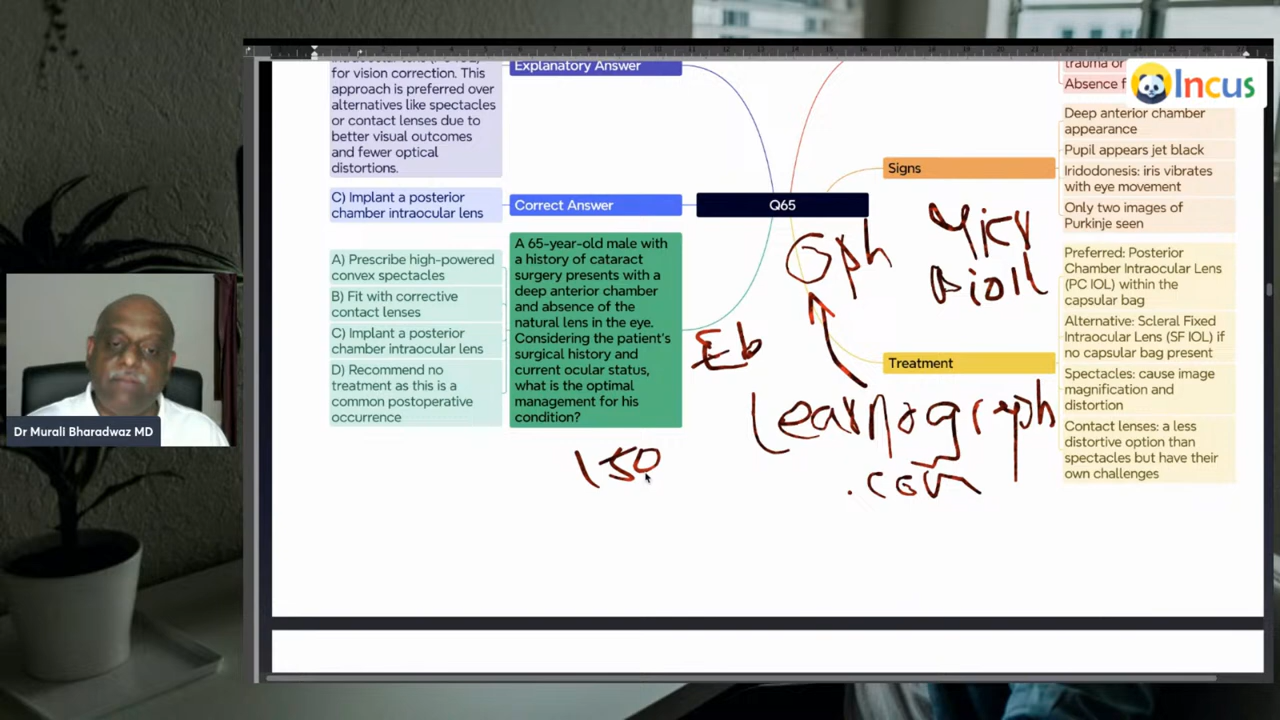 Incus
Dr Murali Bharadwaz MD
for vision correction. This
approach is preferred over
alternatives like spectacles
or contact lenses due to
better visual outcomes
and fewer optical
distortions.
Explanatory Answer
C) Implant a posterior
chamber intraocular lens
Correct Answer
Q65
A) Prescribe high-powered
convex spectacles
B) Fit with corrective
contact lenses
C) Implant a posterior
chamber intraocular lens
D) Recommend no
treatment as this is a
common postoperative
occurrence
A 65-year-old male with
a history of cataract
surgery presents with a
deep anterior chamber
and absence of the
natural lens in the eye.
Considering the patient's
surgical history and
current ocular status,
what is the optimal
management for his
condition?
trauma or
Absence f
Signs
Deep anterior chamber
appearance
Pupil appears jet black
Iridodonesis: iris vibrates
with eye movement
Only two images of
Purkinje seen
Treatment
Preferred: Posterior
Chamber Intraocular Lens
(PC IOL) within the
capsular bag
Alternative: Scleral Fixed
Intraocular Lens (SF IOL) if
no capsular bag present
Spectacles: cause image
magnification and
distortion
Contact lenses: a less
distortive option than
spectacles but have their
own challenges
Oph
Learnograph
.com
150